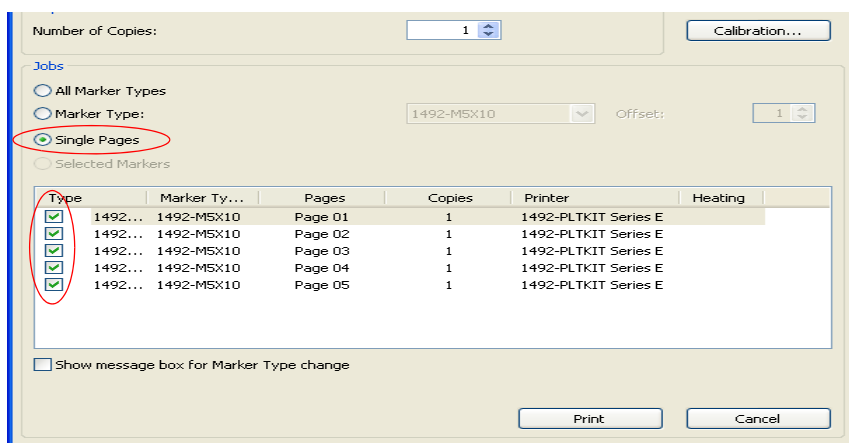 Number of Copies: 1 Calibration...
Jobs
All Marker Types
Marker Type: 1492-M5X10 Offset: 1
Single Pages
Selected Markers
Type Marker Ty... Pages Copies Printer Heating
1492... 1492-M5X10 Page 01 1 1492-PLTKIT Series E
1492... 1492-M5X10 Page 02 1 1492-PLTKIT Series E
1492... 1492-M5X10 Page 03 1 1492-PLTKIT Series E
1492... 1492-M5X10 Page 04 1 1492-PLTKIT Series E
1492... 1492-M5X10 Page 05 1 1492-PLTKIT Series E
Show message box for Marker Type change
Print Cancel